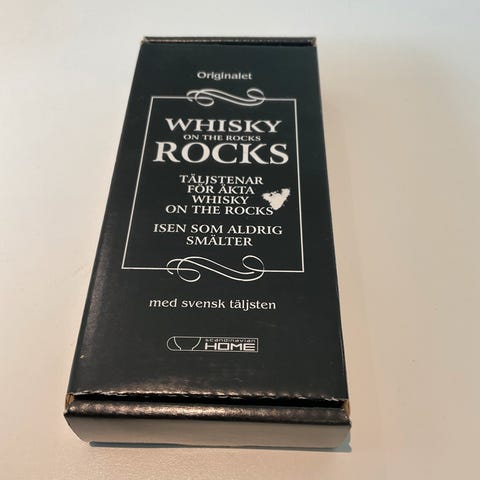 Originalet
WHISKY
ON THE ROCKS
ROCKS
TÄLJSTENAR
FÖR ÄKTA
WHISKY
ON THE ROCKS
ISEN SOM ALDRIG
SMÄLTER
med svensk täljsten
scandinavian
HOME